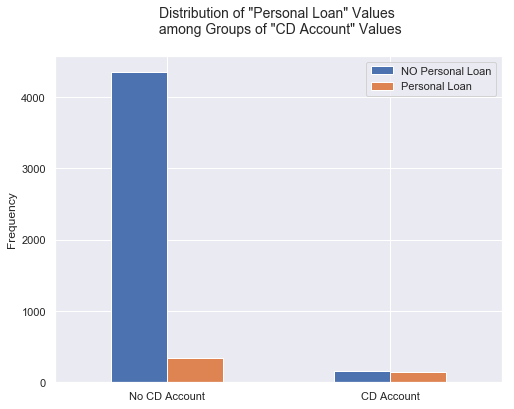 Distribution of "Personal Loan" Values
among Groups of "CD Account" Values
NO Personal Loan
Personal Loan
Frequency
4000
3000
2000
1000
0
No CD Account
CD Account